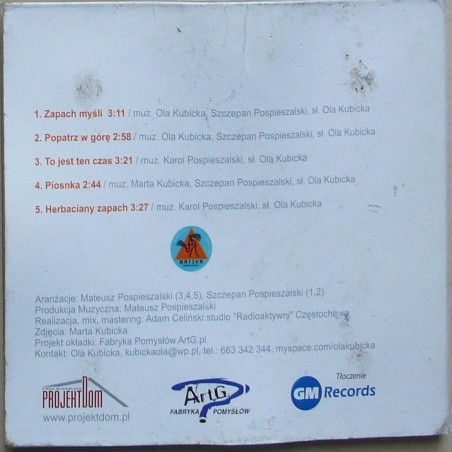 1. Zapach myśli 3:11 / muz. Ola Kubicka, Szczepan Pospieszalski, sł. Ola Kubicka
2. Popatrz w górę 2:58 / muz. Ola Kubicka, Szczepan Pospieszalski, sł. Ola Kubicka
3. To jest ten czas 3:21 / muz. Karol Pospieszalski, sł. Ola Kubicka
4. Piosnka 2:44 / muz. Marta Kubicka, Szczepan Pospieszalski, sł. Ola Kubicka
5. Herbaciany zapach 3:27 / muz. Karol Pospieszalski, sł. Ola Kubicka
Aranżacje: Mateusz Pospieszalski (3,4,5), Szczepan Pospieszalski (1,2)
Produkcja Muzyczna: Mateusz Pospieszalski
Realizacja, mix, mastering: Adam Celiński studio "Radioaktywni" Częstochowa
Zdjęcia: Marta Kubicka
Projekt okładki: Fabryka Pomysłów ArtG.pl
Kontakt: Ola Kubicka, kubickaola@wp.pl, tel.: 663 342 344, myspace.com/olakubicka
PROJEKTDOM
www.projektdom.pl
ArtG
FABRYKA POMYSŁÓW
Tłoczenie
GM Records